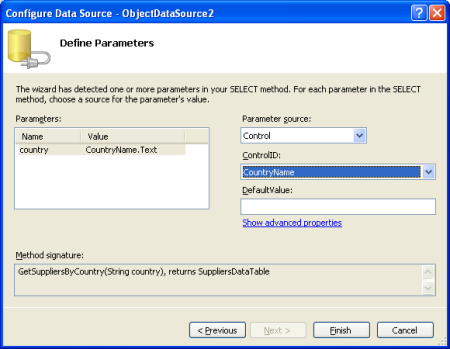 Configure Data Source - ObjectDataSource2
Define Parameters
The wizard has detected one or more parameters in your SELECT method. For each parameter in the SELECT
method, choose a source for the parameter's value.
Parameters:
Name Value
country CountryName.Text
Parameter source:
Control
ControlID:
CountryName
DefaultValue:
Show advanced properties
Method signature:
GetSuppliersByCountry(String country), returns SuppliersDataTable
< Previous Next > Finish Cancel